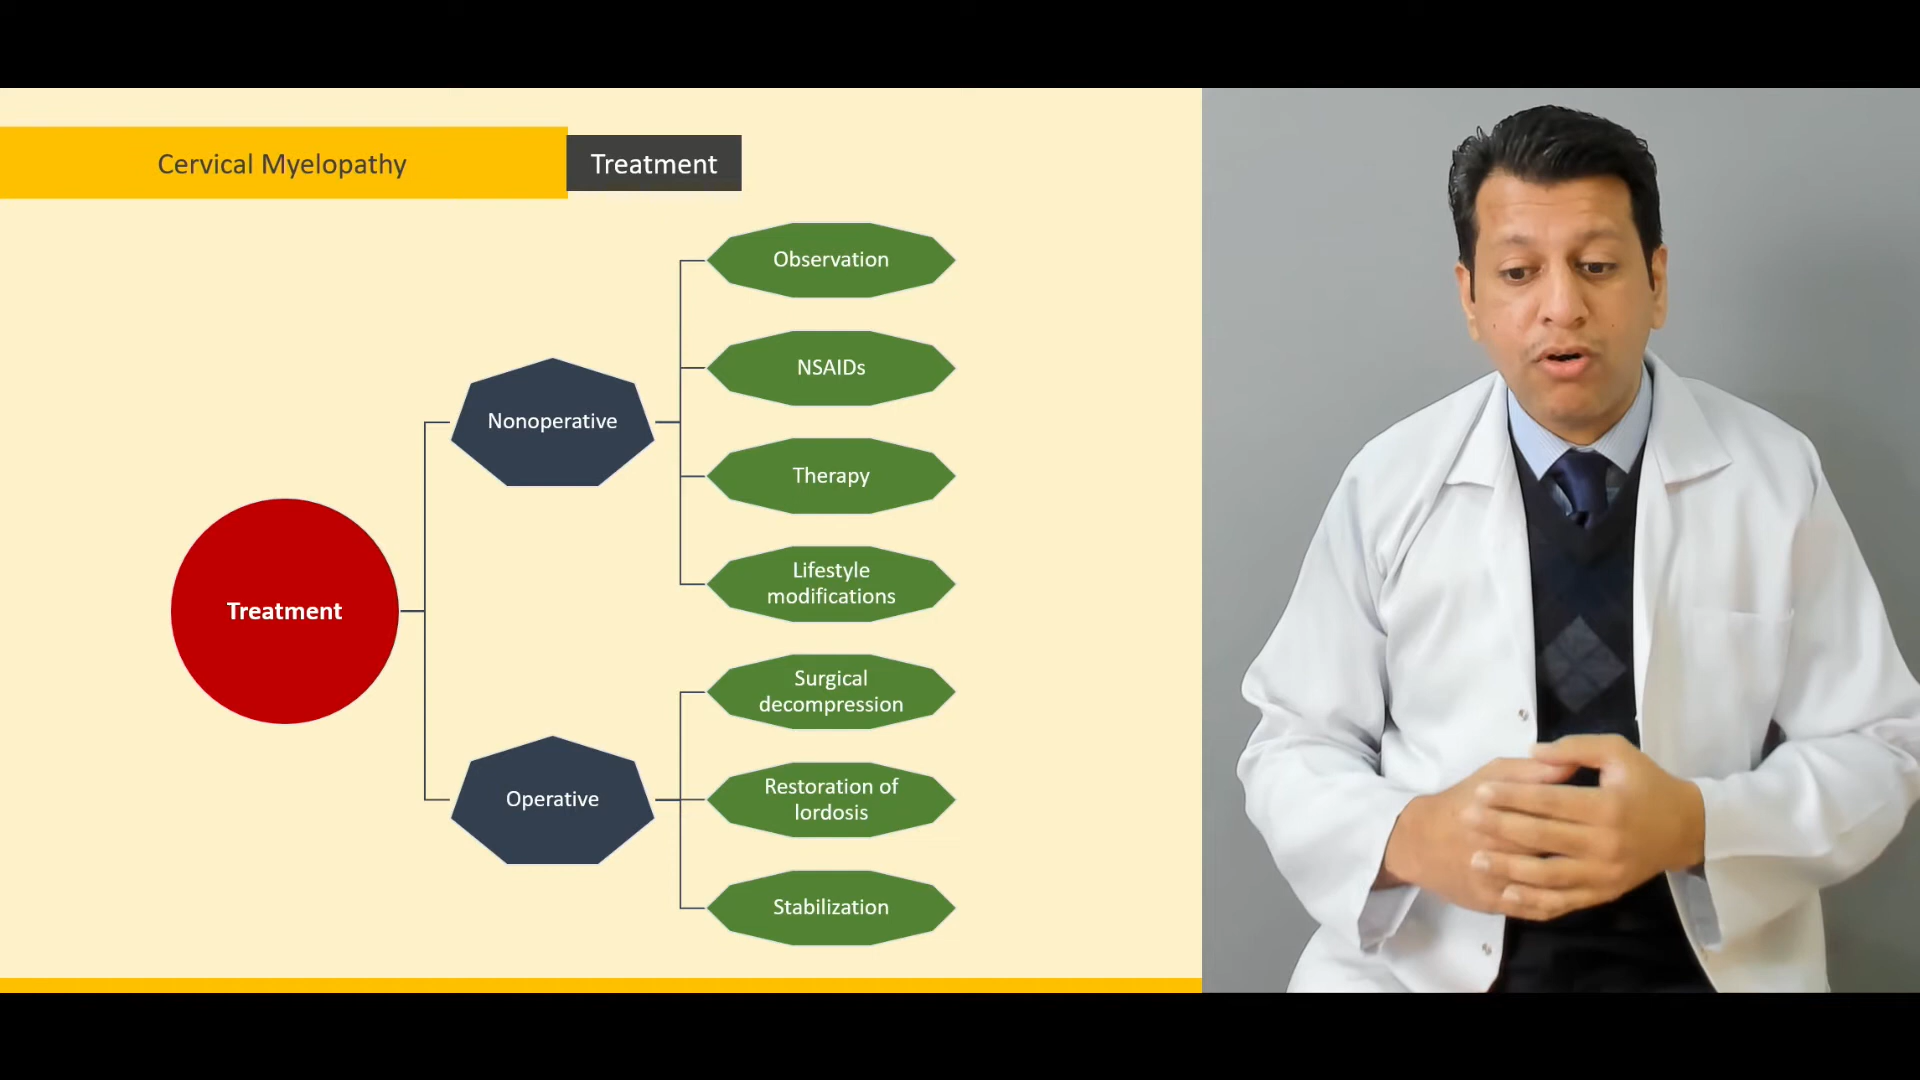 Cervical Myelopathy
Treatment
Treatment
Nonoperative
Observation
NSAIDs
Therapy
Lifestyle
modifications
Operative
Surgical
decompression
Restoration of
lordosis
Stabilization